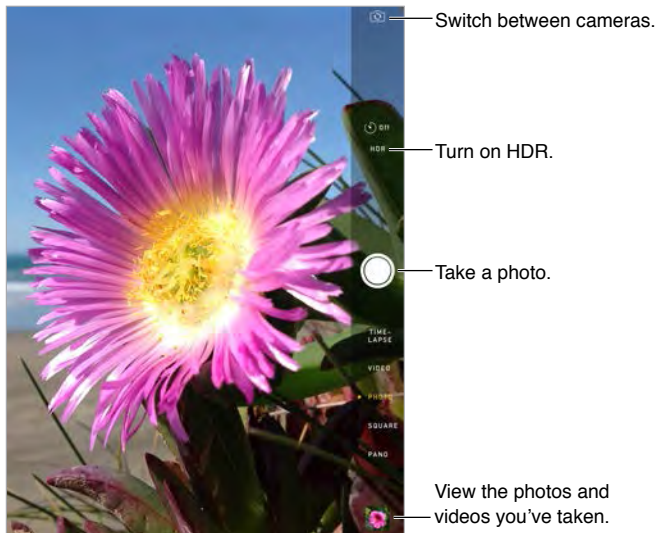 Switch between cameras.
Off
HDR
Turn on HDR.
Take a photo.
TIME-
LAPSE
VIDEO
PHOTO
SQUARE
PANO
View the photos and
videos you've taken.